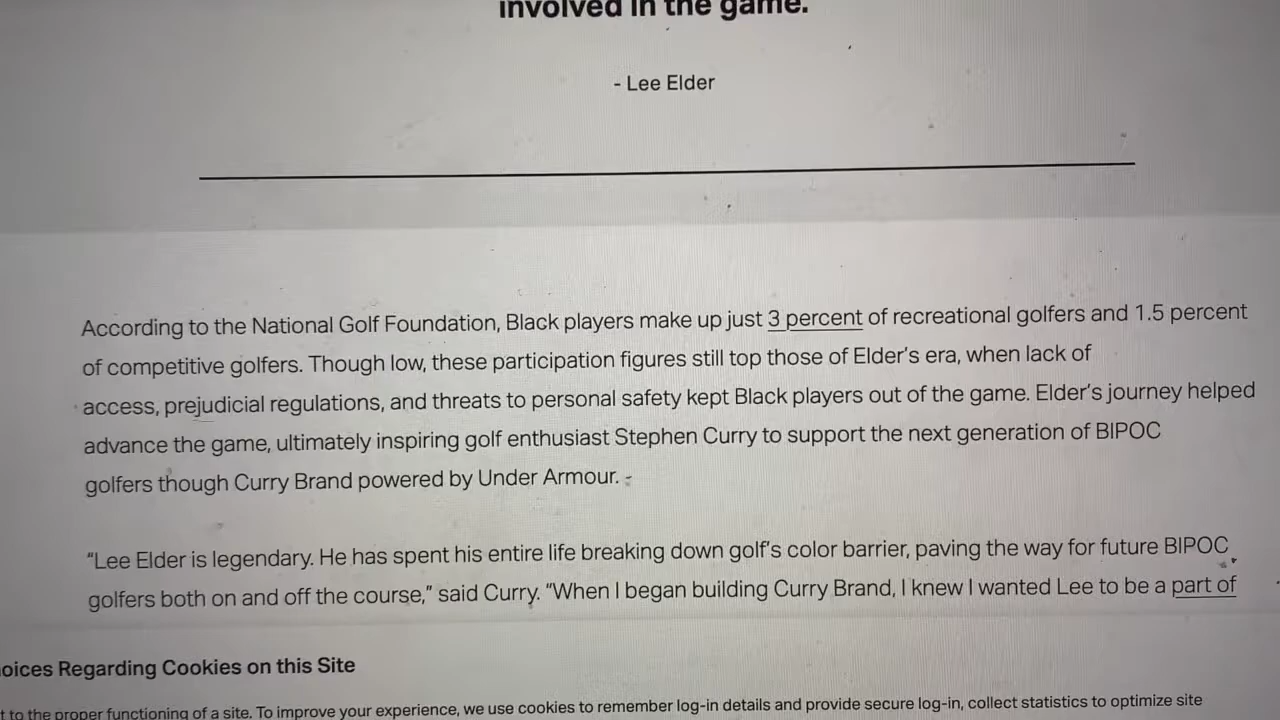 involved in the game.
- Lee Elder
According to the National Golf Foundation, Black players make up just 3 percent of recreational golfers and 1.5 percent
of competitive golfers. Though low, these participation figures still top those of Elder's era, when lack of
access, prejudicial regulations, and threats to personal safety kept Black players out of the game. Elder's journey helped
advance the game, ultimately inspiring golf enthusiast Stephen Curry to support the next generation of BIPOC
golfers though Curry Brand powered by Under Armour.
“Lee Elder is legendary. He has spent his entire life breaking down golf's color barrier, paving the way for future BIPOC
golfers both on and off the course,” said Curry. “When I began building Curry Brand, I knew I wanted Lee to be a part of
oices Regarding Cookies on this Site
t to the proper functioning of a site. To improve your experience, we use cookies to remember log-in details and provide secure log-in, collect statistics to optimize site